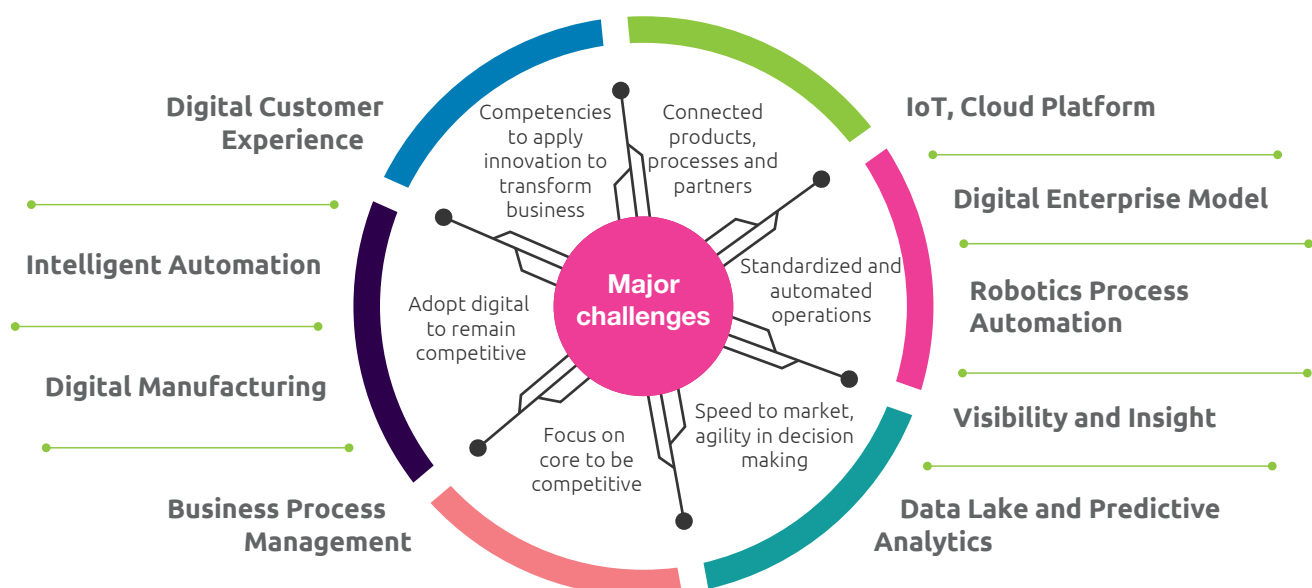 Digital Customer
Experience
Intelligent Automation
Digital Manufacturing
Business Process
Management
Competencies
to apply
innovation to
transform
business
Connected
products,
processes and
partners
Standardized and
automated
operations
Speed to market,
agility in decision
making
Focus on
core to be
competitive
Adopt digital
to remain
competitive
Major
challenges
IoT, Cloud Platform
Digital Enterprise Model
Robotics Process
Automation
Visibility and Insight
Data Lake and Predictive
Analytics